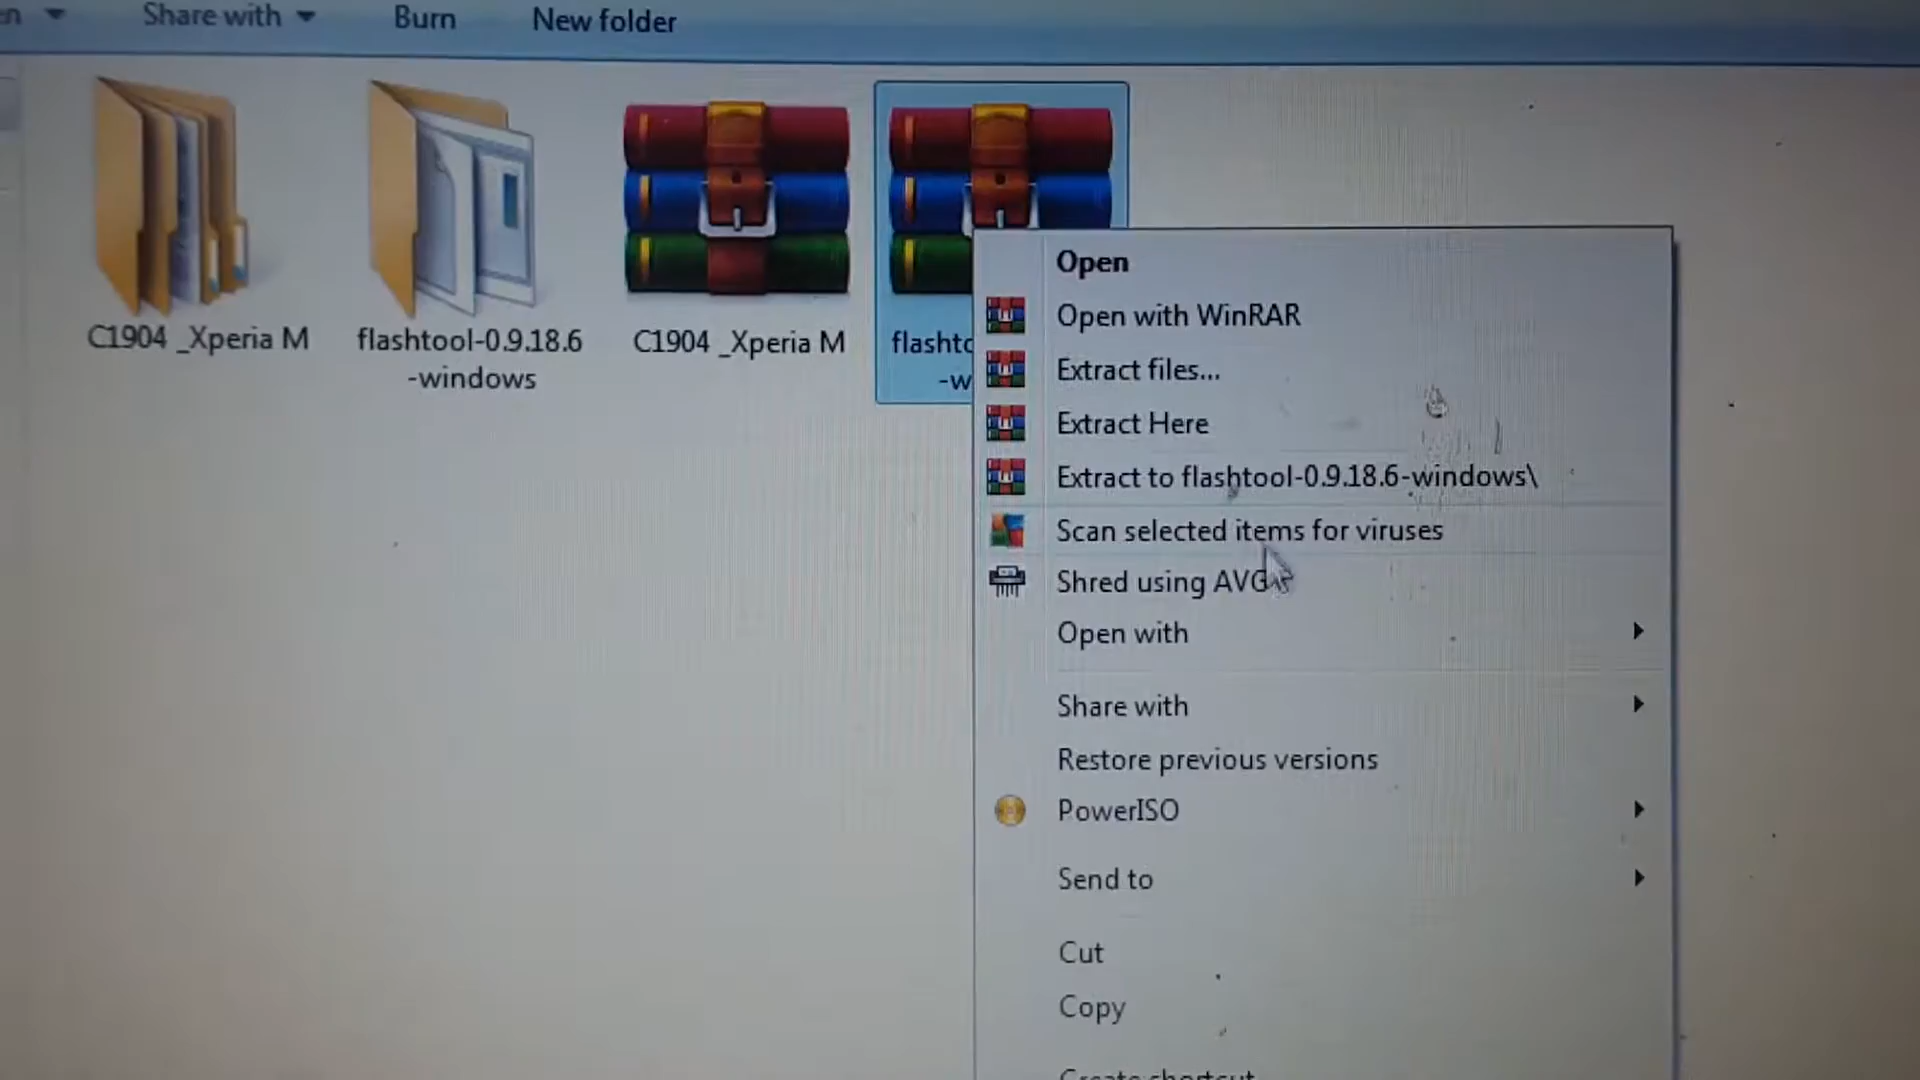 Share with
Burn
New folder
C1904 _Xperia M
flashtool-0.9.18.6
-windows
C1904 _Xperia M
Open
Open with WinRAR
Extract files...
Extract Here
Extract to flashtool-0.9.18.6-windows\
Scan selected items for viruses
Shred using AVG
Open with
Share with
Restore previous versions
PowerISO
Send to
Cut
Copy
Create shortcut